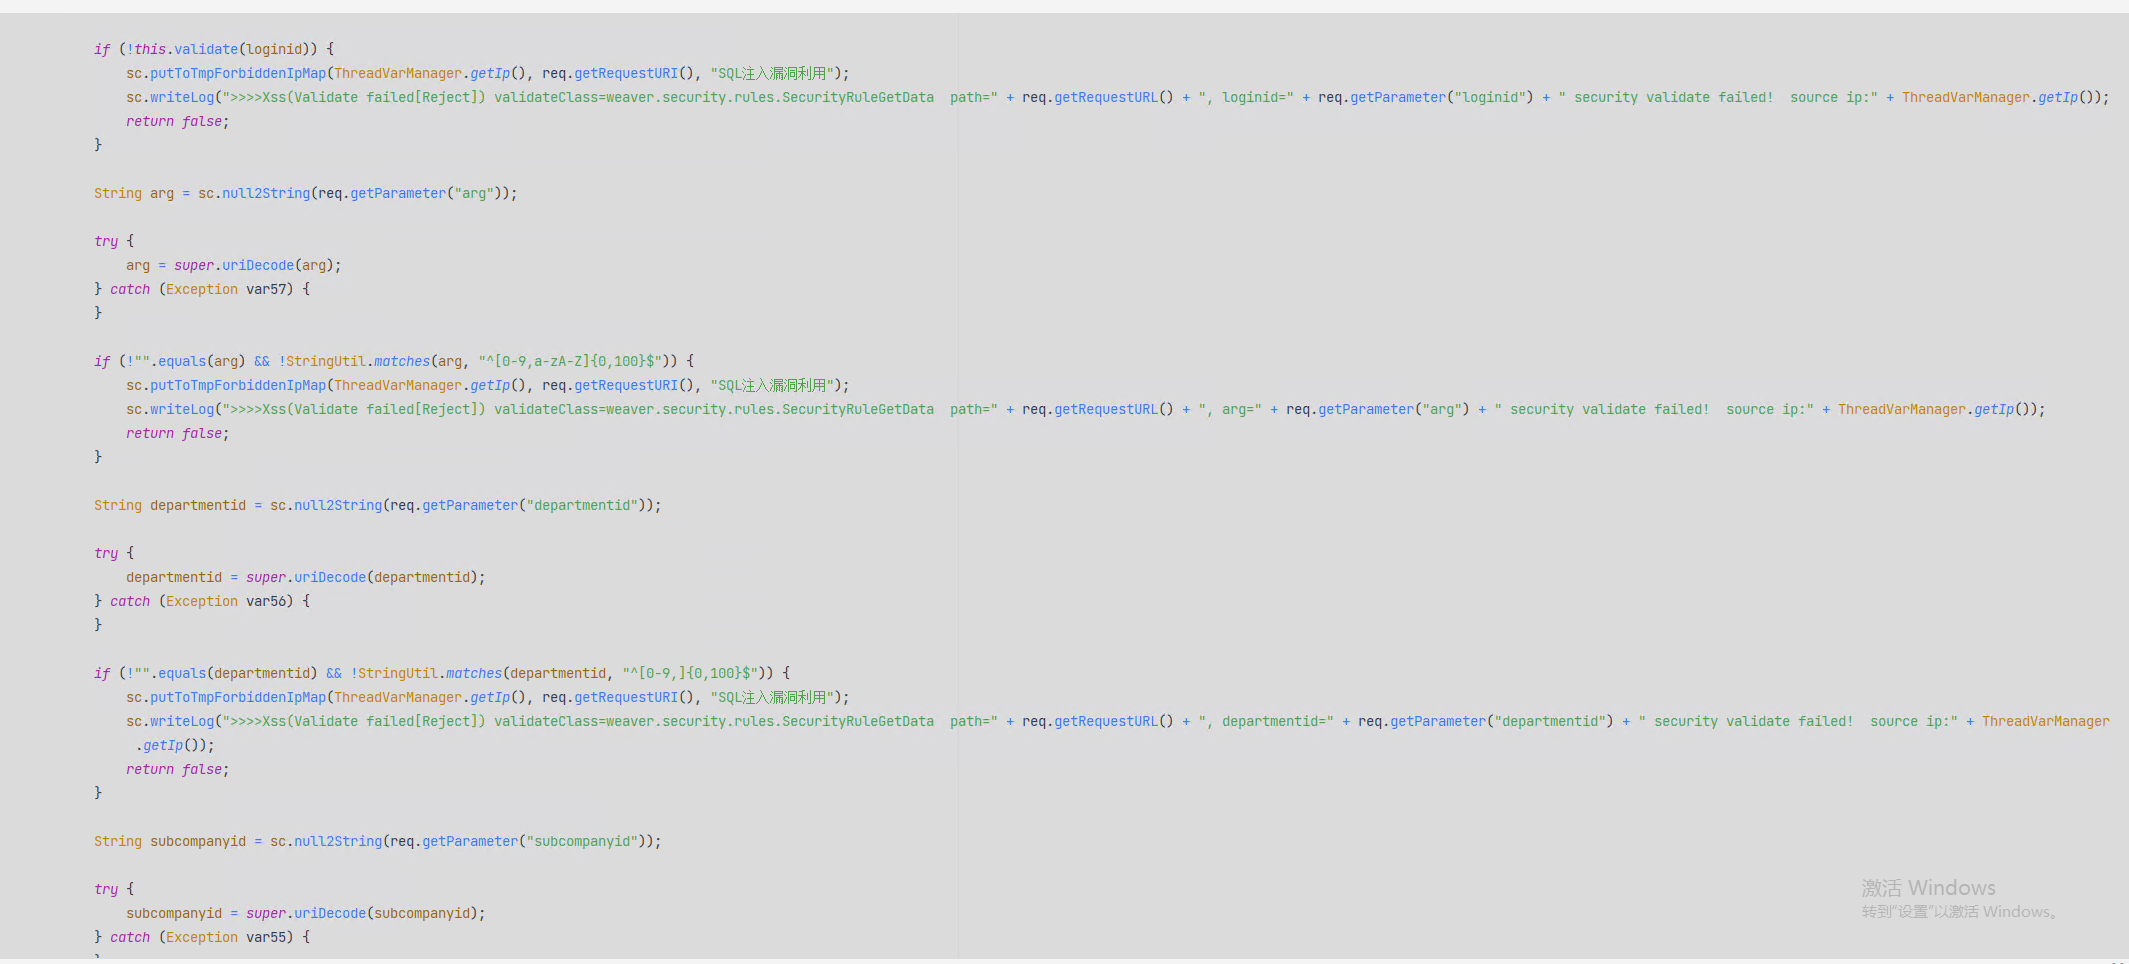 if (!this.validate(loginid)) {
sc.putToTmpForbiddenIpMap(ThreadVarManager.getIp(), req.getRequestURI(), "SQL注入漏洞利用");
sc.writeLog(">>>>Xss(Validate failed[Reject]) validateClass=weaver.security.rules.SecurityRuleGetData  path=" + req.getRequestURL() + ", loginid=" + req.getParameter("loginid") + " security validate failed!  source ip:" + ThreadVarManager.getIp());
return false;
}
String arg = sc.null2String(req.getParameter("arg"));
try {
arg = super.uriDecode(arg);
} catch (Exception var57) {
}
if (!"".equals(arg) && !StringUtil.matches(arg, "^[0-9,a-zA-Z]{0,100}$")) {
sc.putToTmpForbiddenIpMap(ThreadVarManager.getIp(), req.getRequestURI(), "SQL注入漏洞利用");
sc.writeLog(">>>>Xss(Validate failed[Reject]) validateClass=weaver.security.rules.SecurityRuleGetData  path=" + req.getRequestURL() + ", arg=" + req.getParameter("arg") + " security validate failed!  source ip:" + ThreadVarManager.getIp());
return false;
}
String departmentid = sc.null2String(req.getParameter("departmentid"));
try {
departmentid = super.uriDecode(departmentid);
} catch (Exception var56) {
}
if (!"".equals(departmentid) && !StringUtil.matches(departmentid, "^[0-9,]{0,100}$")) {
sc.putToTmpForbiddenIpMap(ThreadVarManager.getIp(), req.getRequestURI(), "SQL注入漏洞利用");
sc.writeLog(">>>>Xss(Validate failed[Reject]) validateClass=weaver.security.rules.SecurityRuleGetData  path=" + req.getRequestURL() + ", departmentid=" + req.getParameter("departmentid") + " security validate failed!  source ip:" + ThreadVarManager
.getIp());
return false;
}
String subcompanyid = sc.null2String(req.getParameter("subcompanyid"));
try {
subcompanyid = super.uriDecode(subcompanyid);
} catch (Exception var55) {
激活 Windows
转到"设置"以激活 Windows。